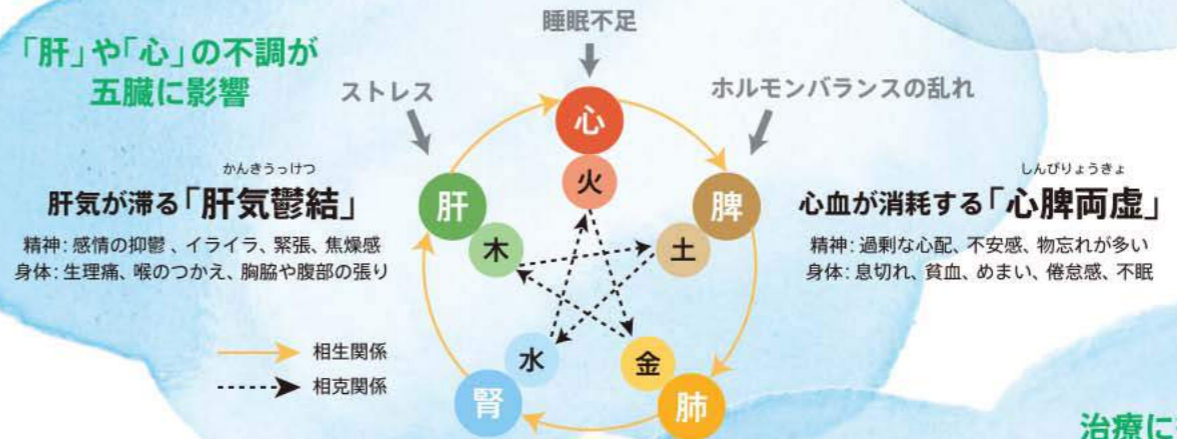 「肝」や「心」の不調が
五臓に影響
睡眠不足
ストレス
ホルモンバランスの乱れ
心
火
肝
木
脾
土
水
腎
金
肺
かんきうっけつ
肝気が滞る「肝気鬱結」
精神：感情の抑鬱、イライラ、緊張、焦燥感
身体：生理痛、喉のつかえ、胸脇や腹部の張り
しんぴりょうきょ
心血が消耗する「心脾両虚」
精神：過剰な心配、不安感、物忘れが多い
身体：息切れ、貧血、めまい、倦怠感、不眠
相生関係
相克関係
治療に